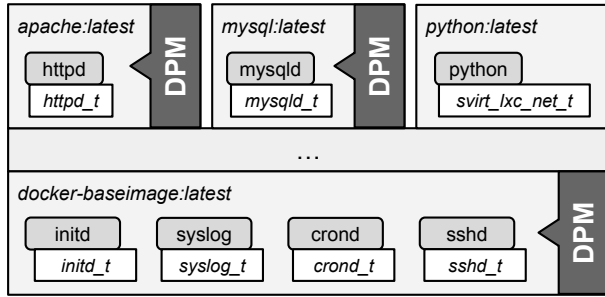 apache:latest
httpd
httpd_t
DPM
mysql:latest
mysqld
mysqld_t
DPM
python:latest
python
svirt_lxc_net_t
...
docker-baseimage:latest
initd
initd_t
syslog
syslog_t
crond
crond_t
sshd
sshd_t
DPM